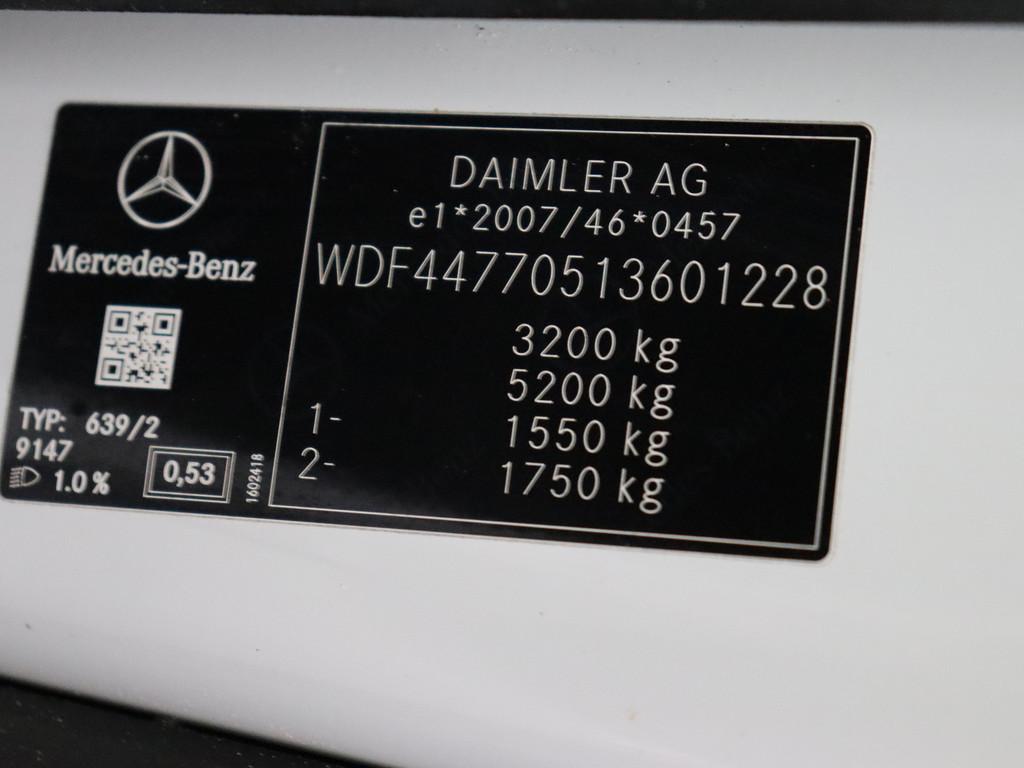 Mercedes-Benz
TYP: 639/2
9147
1.0 %
0,53
1602418
DAIMLER AG
e1*2007/46*0457
WDF44770513601228
3200 kg
5200 kg
1- 1550 kg
2- 1750 kg